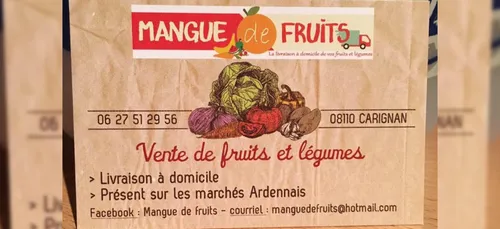 MANGUE de FRUITS
La livraison à domicile de vos fruits et légumes
06 27 51 29 56
08110 CARIGNAN
Vente de fruits et légumes
> Livraison à domicile
> Présent sur les marchés Ardennais
Facebook : Mangue de fruits - courriel : manguedefruits@hotmail.com